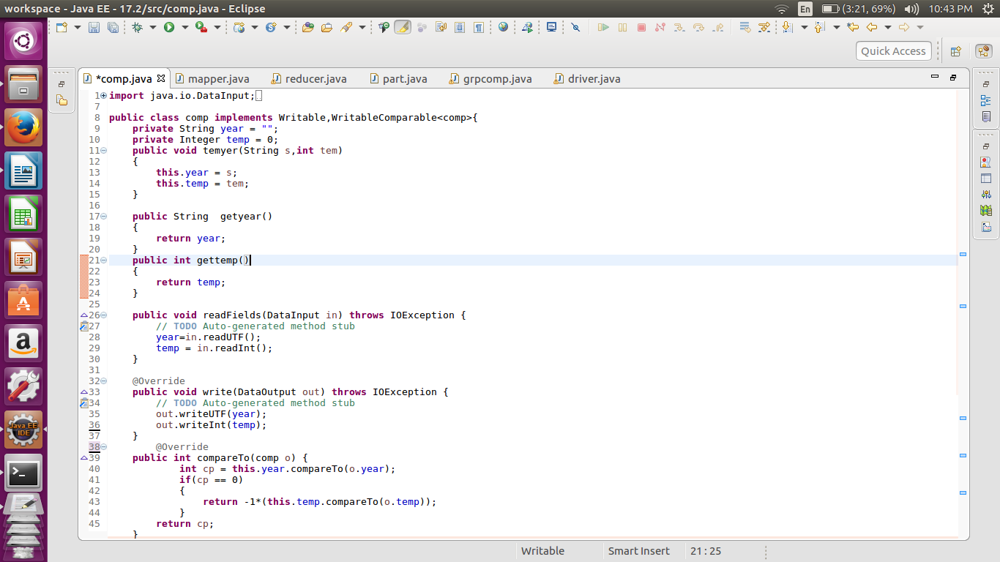 workspace - Java EE - 17.2/src/comp.java - Eclipse
En (3:21, 69%) 10:43 PM
Quick Access
*comp.java mapper.java reducer.java part.java grpcomp.java driver.java
1 import java.io.DataInput;
7
8 public class comp implements Writable,WritableComparable<comp>{
9     private String year = "";
10     private Integer temp = 0;
11     public void temyer(String s,int tem)
12     {
13         this.year = s;
14         this.temp = tem;
15     }
16
17     public String  getyear()
18     {
19         return year;
20     }
21     public int gettemp()
22     {
23         return temp;
24     }
25
26     public void readFields(DataInput in) throws IOException {
27         // TODO Auto-generated method stub
28         year=in.readUTF();
29         temp = in.readInt();
30     }
31
32     @Override
33     public void write(DataOutput out) throws IOException {
34         // TODO Auto-generated method stub
35         out.writeUTF(year);
36         out.writeInt(temp);
37     }
38         @Override
39     public int compareTo(comp o) {
40             int cp = this.year.compareTo(o.year);
41             if(cp == 0)
42             {
43                 return -1*(this.temp.compareTo(o.temp));
44             }
45         return cp;
    }
Java EE
IDE
Writable Smart Insert 21 : 25